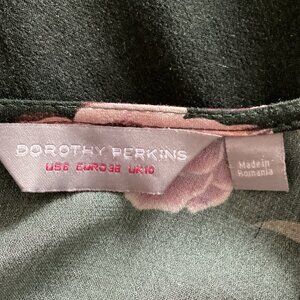 DOROTHY PERKINS
US6 EURO38 UK10
Made in
Romania